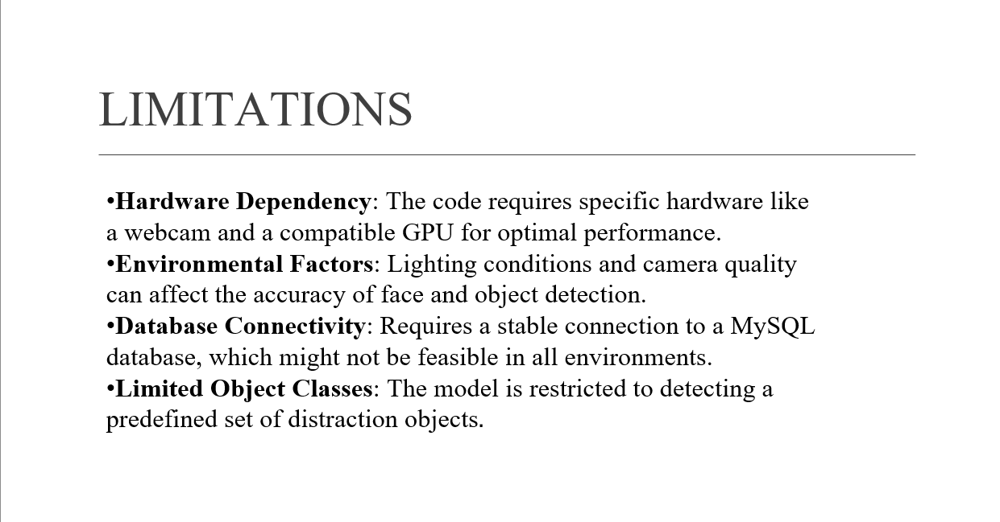 LIMITATIONS
•Hardware Dependency: The code requires specific hardware like
a webcam and a compatible GPU for optimal performance.
•Environmental Factors: Lighting conditions and camera quality
can affect the accuracy of face and object detection.
•Database Connectivity: Requires a stable connection to a MySQL
database, which might not be feasible in all environments.
•Limited Object Classes: The model is restricted to detecting a
predefined set of distraction objects.